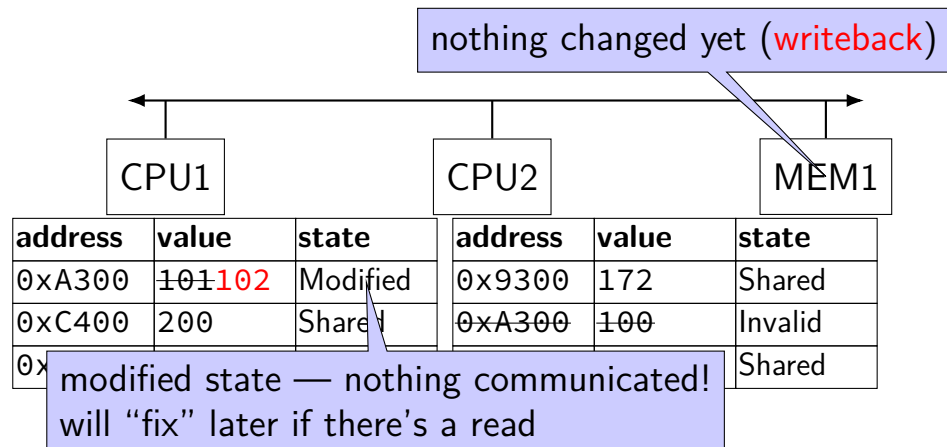 nothing changed yet (writeback)
CPU1 CPU2 MEM1
address value state address value state
0xA300 101102 Modified 0x9300 172 Shared
0xC400 200 Shared 0xA300 100 Invalid
0x Shared
modified state — nothing communicated!
will “fix” later if there's a read